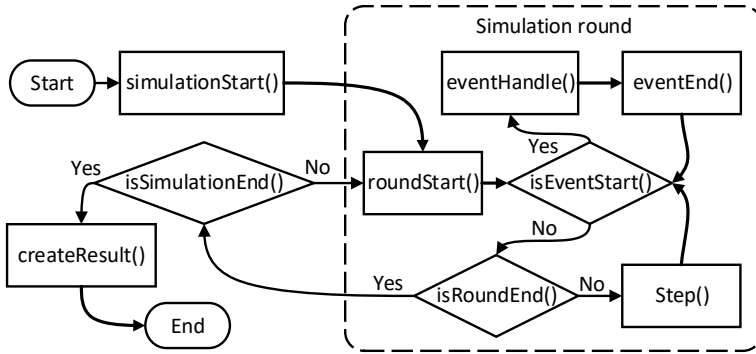 Simulation round
Start
simulationStart()
eventHandle()
eventEnd()
Yes
Yes
isSimulationEnd()
No
roundStart()
isEventStart()
createResult()
No
Yes
isRoundEnd()
No
Step()
End